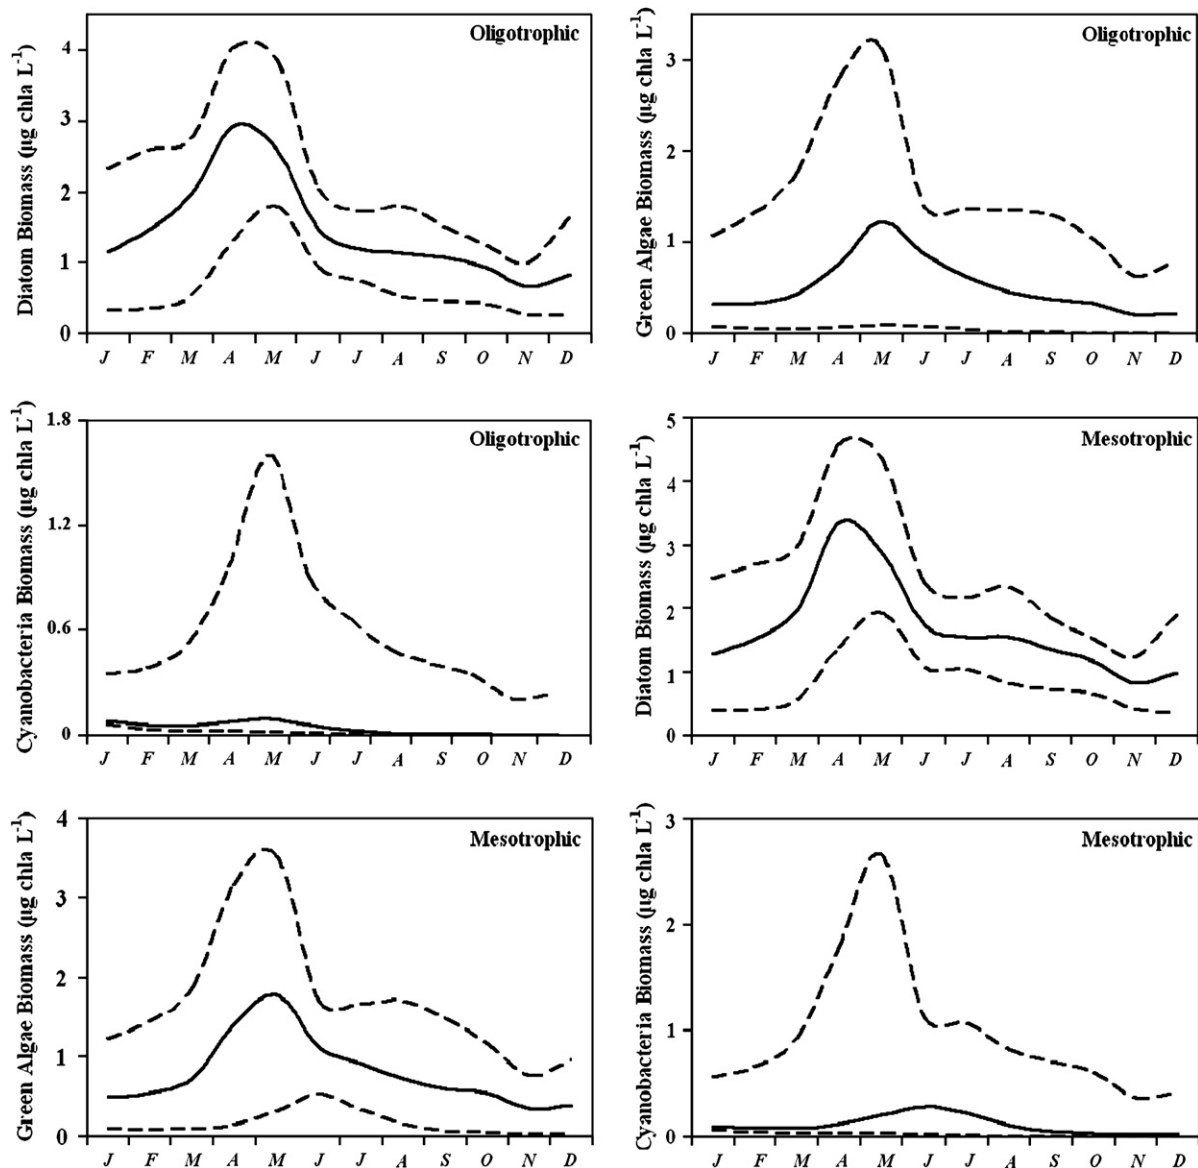 Oligotrophic
Diatom Biomass (µg chla L-1)
4
3
2
1
0
J F M A M J J A S O N D
Oligotrophic
Green Algae Biomass (µg chla L-1)
3
2
1
0
J F M A M J J A S O N D
Oligotrophic
Cyanobacteria Biomass (µg chla L-1)
1.8
1.2
0.6
0
J F M A M J J A S O N D
Mesotrophic
Diatom Biomass (µg chla L-1)
5
4
3
2
1
0
J F M A M J J A S O N D
Mesotrophic
Green Algae Biomass (µg chla L-1)
4
3
2
1
0
J F M A M J J A S O N D
Mesotrophic
Cyanobacteria Biomass (µg chla L-1)
3
2
1
0
J F M A M J J A S O N D